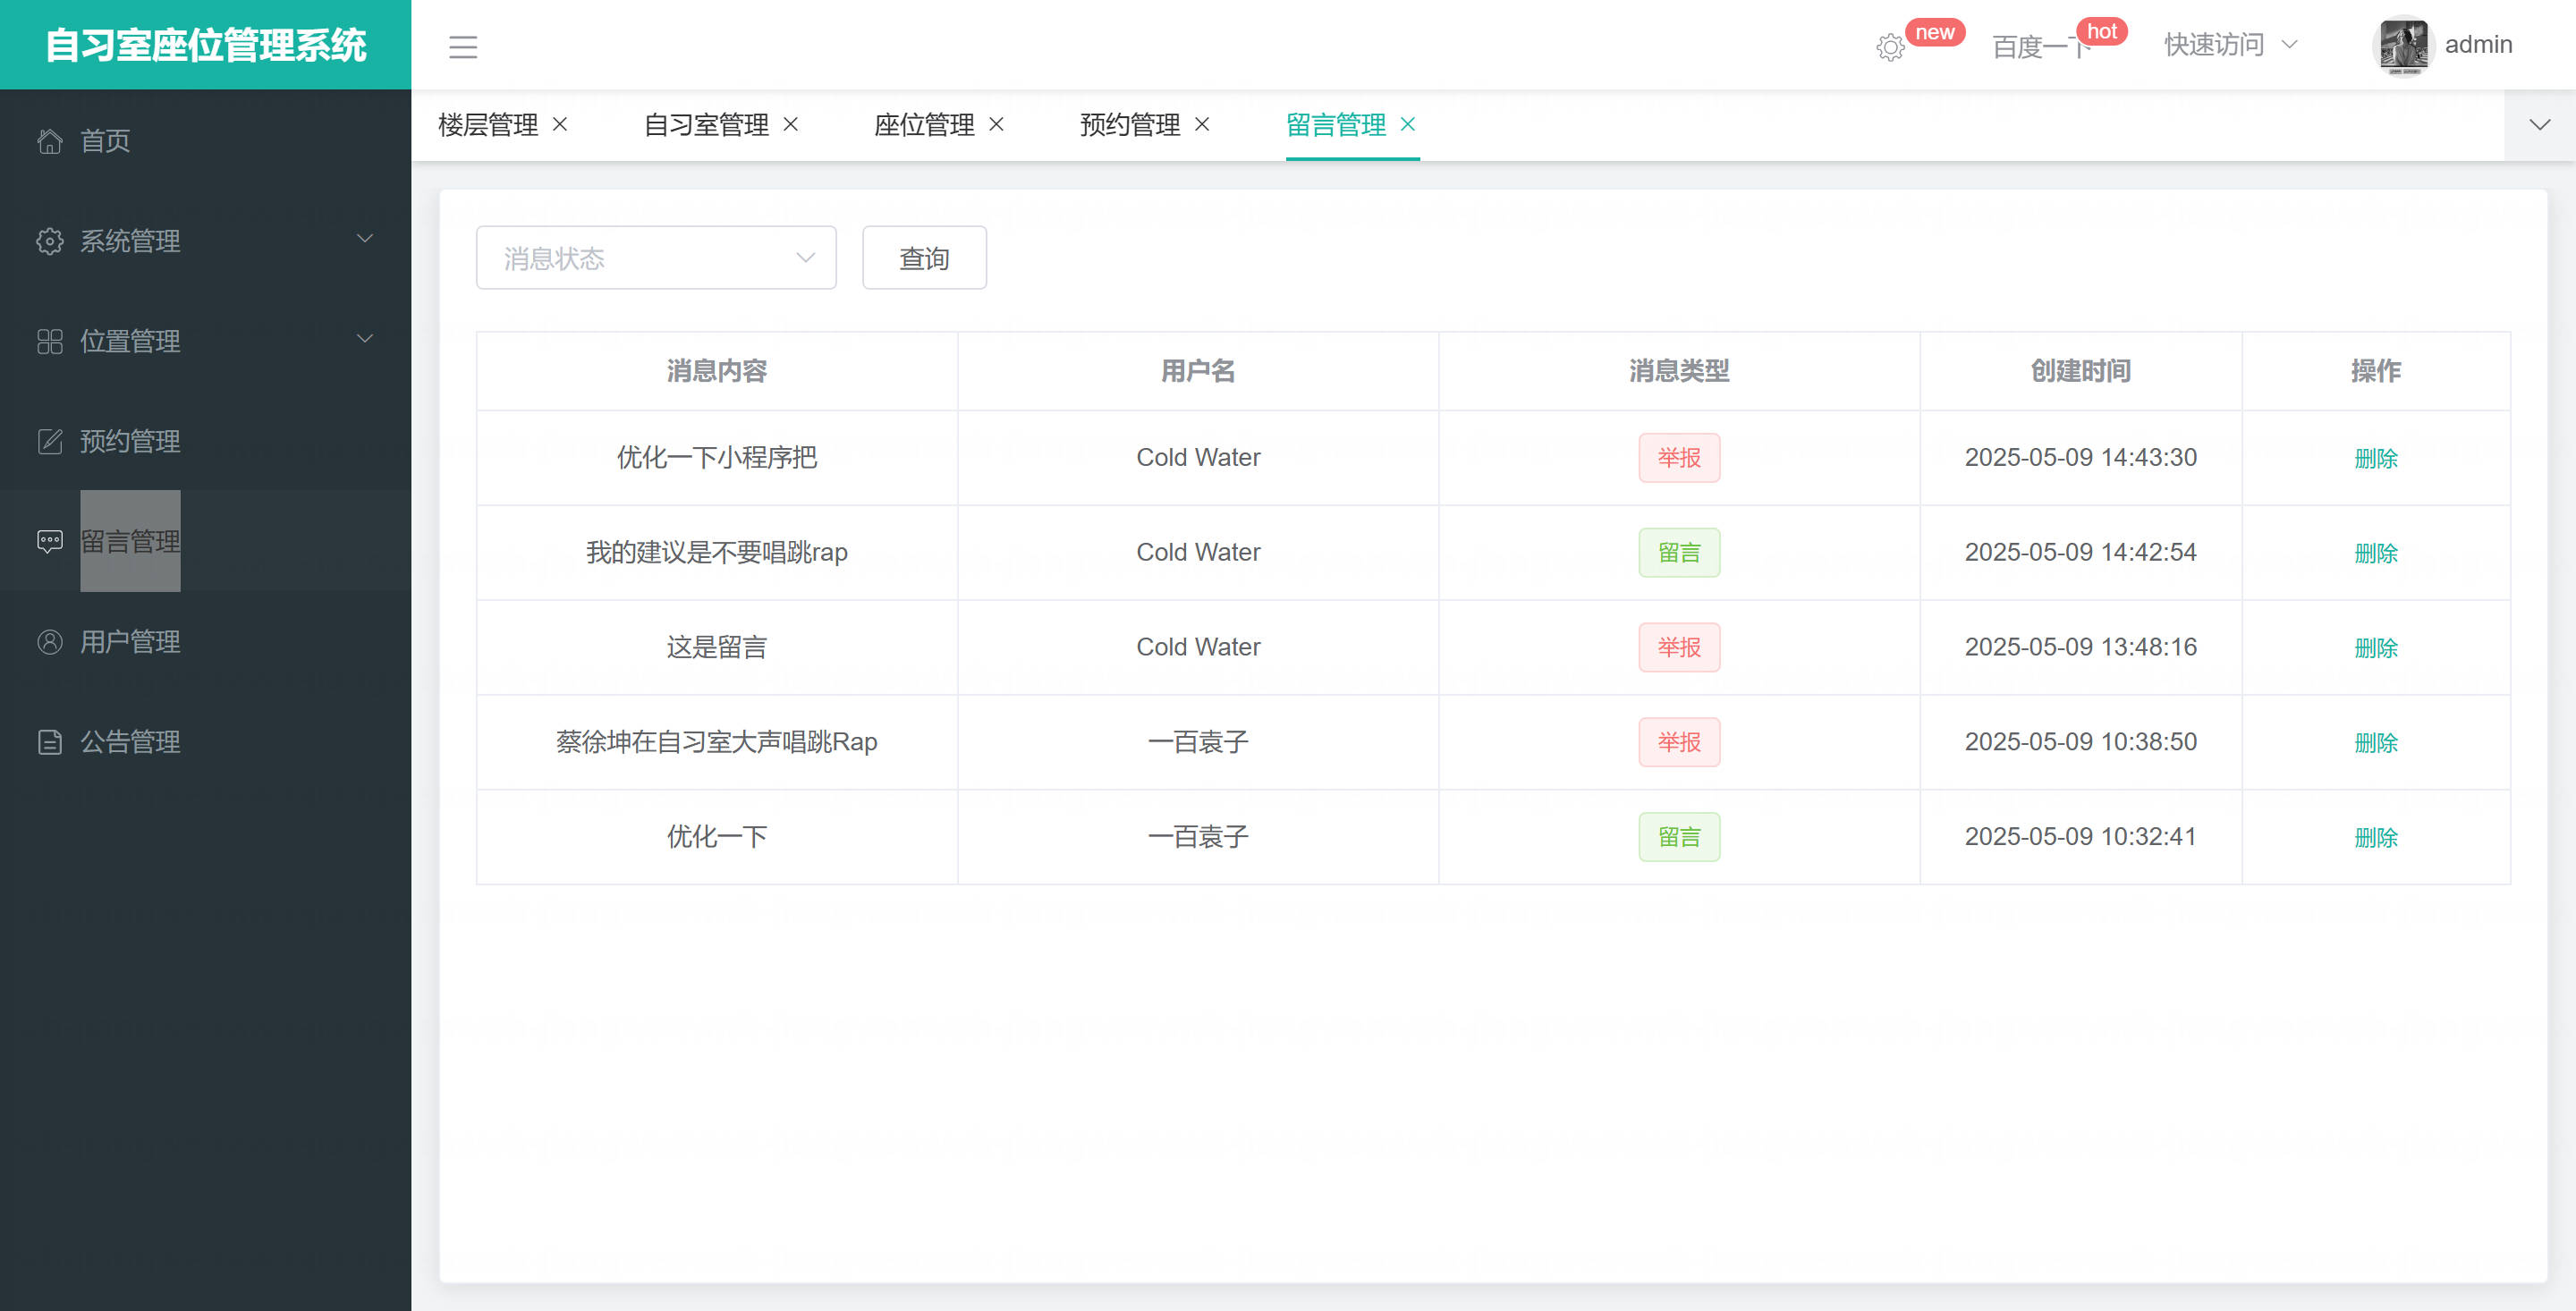 自习室座位管理系统
new
百度一下
hot
快速访问
admin
首页
系统管理
位置管理
预约管理
留言管理
用户管理
公告管理
楼层管理
自习室管理
座位管理
预约管理
留言管理
消息状态
查询
消息内容 用户名 消息类型 创建时间 操作
优化一下小程序把 Cold Water 举报 2025-05-09 14:43:30 删除
我的建议是不要唱跳rap Cold Water 留言 2025-05-09 14:42:54 删除
这是留言 Cold Water 举报 2025-05-09 13:48:16 删除
蔡徐坤在自习室大声唱跳Rap 一百袁子 举报 2025-05-09 10:38:50 删除
优化一下 一百袁子 留言 2025-05-09 10:32:41 删除